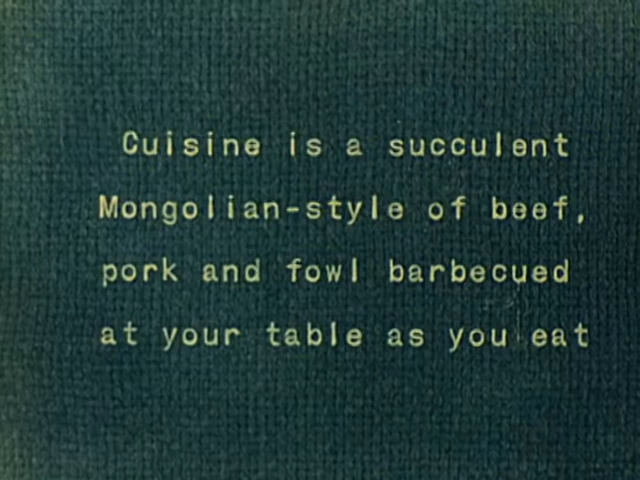 Cuisine is a succulent
Mongolian-style of beef,
pork and fowl barbecued
at your table as you eat